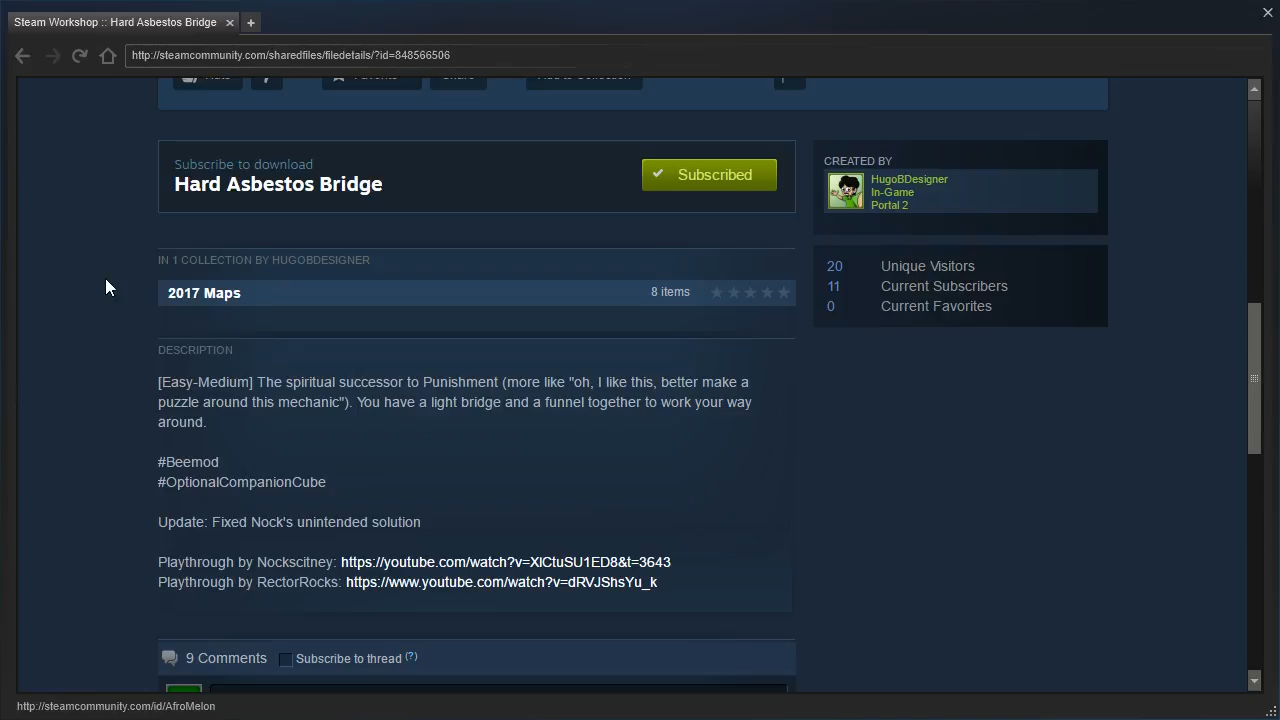 Steam Workshop :: Hard Asbestos Bridge
http://steamcommunity.com/sharedfiles/filedetails/?id=848566506
Subscribe to download
Hard Asbestos Bridge
Subscribed
CREATED BY
HugoBDesigner
In-Game
Portal 2
20 Unique Visitors
11 Current Subscribers
0 Current Favorites
IN 1 COLLECTION BY HUGOBDESIGNER
2017 Maps 8 items
DESCRIPTION
[Easy-Medium] The spiritual successor to Punishment (more like "oh, I like this, better make a
puzzle around this mechanic"). You have a light bridge and a funnel together to work your way
around.
#Beemod
#OptionalCompanionCube
Update: Fixed Nock's unintended solution
Playthrough by Nockscitney: https://youtube.com/watch?v=XlCtuSU1ED8&t=3643
Playthrough by RectorRocks: https://www.youtube.com/watch?v=dRVJShsYu_k
9 Comments Subscribe to thread (?)
http://steamcommunity.com/id/AfroMelon